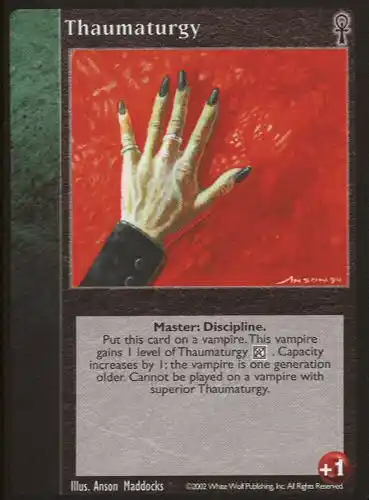 Thaumaturgy
ANSON 94
Master: Discipline.
Put this card on a vampire. This vampire
gains 1 level of Thaumaturgy . Capacity
increases by 1: the vampire is one generation
older. Cannot be played on a vampire with
superior Thaumaturgy.
+1
Illus. Anson Maddocks
©2002 White Wolf Publishing, Inc. All Rights Reserved.